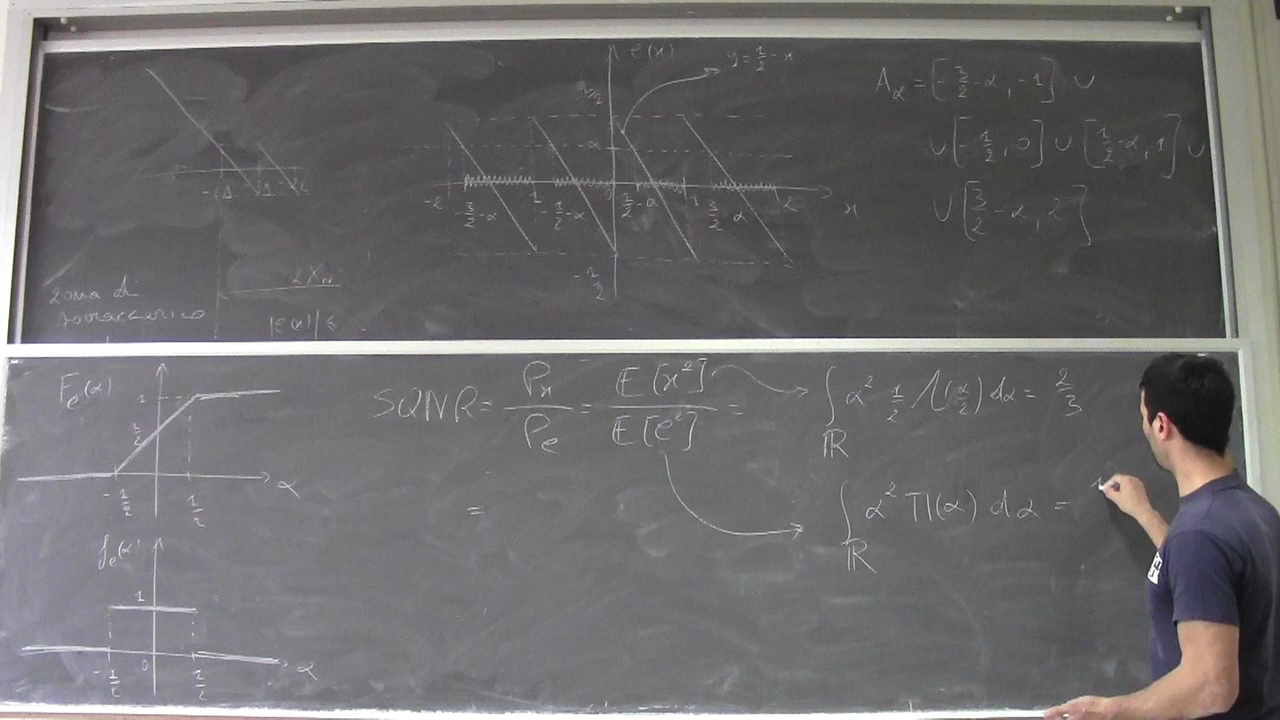 e(x)
y = 1/2 - x
1/2
α
-2 -3/2-α 1 -1/2-α 0 1/2-α 1 3/2-α 2 x
-1/2
A_α = [-3/2-α, -1] ∪
∪ [-1/2, 0] ∪ [1/2-α, 1] ∪
∪ [3/2-α, 2]
zona di
2X_N
F_e(α)
1
1/2
-1/2 1/2 α
SQNR = P_x/P_e = E[x²]/E[e²] =
=
∫_ℝ α² 1/2 Λ(α/2) dα = 2/3
∫_ℝ α² Π(α) dα =
f_e(α)
1
0
-1/2 1/2 α